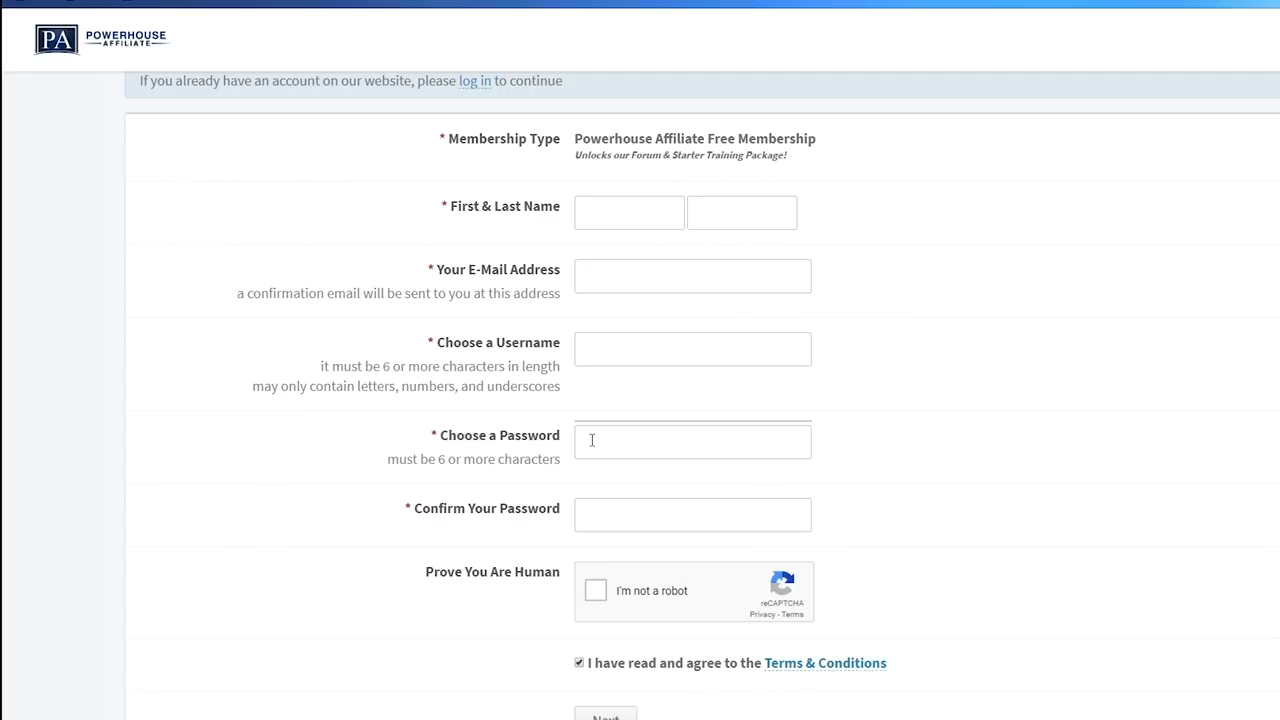 PA POWERHOUSE
AFFILIATE
If you already have an account on our website, please log in to continue
* Membership Type
Powerhouse Affiliate Free Membership
Unlocks our Forum & Starter Training Package!
* First & Last Name
* Your E-Mail Address
a confirmation email will be sent to you at this address
* Choose a Username
it must be 6 or more characters in length
may only contain letters, numbers, and underscores
* Choose a Password
must be 6 or more characters
* Confirm Your Password
Prove You Are Human
I'm not a robot
reCAPTCHA
Privacy - Terms
I have read and agree to the Terms & Conditions
Next